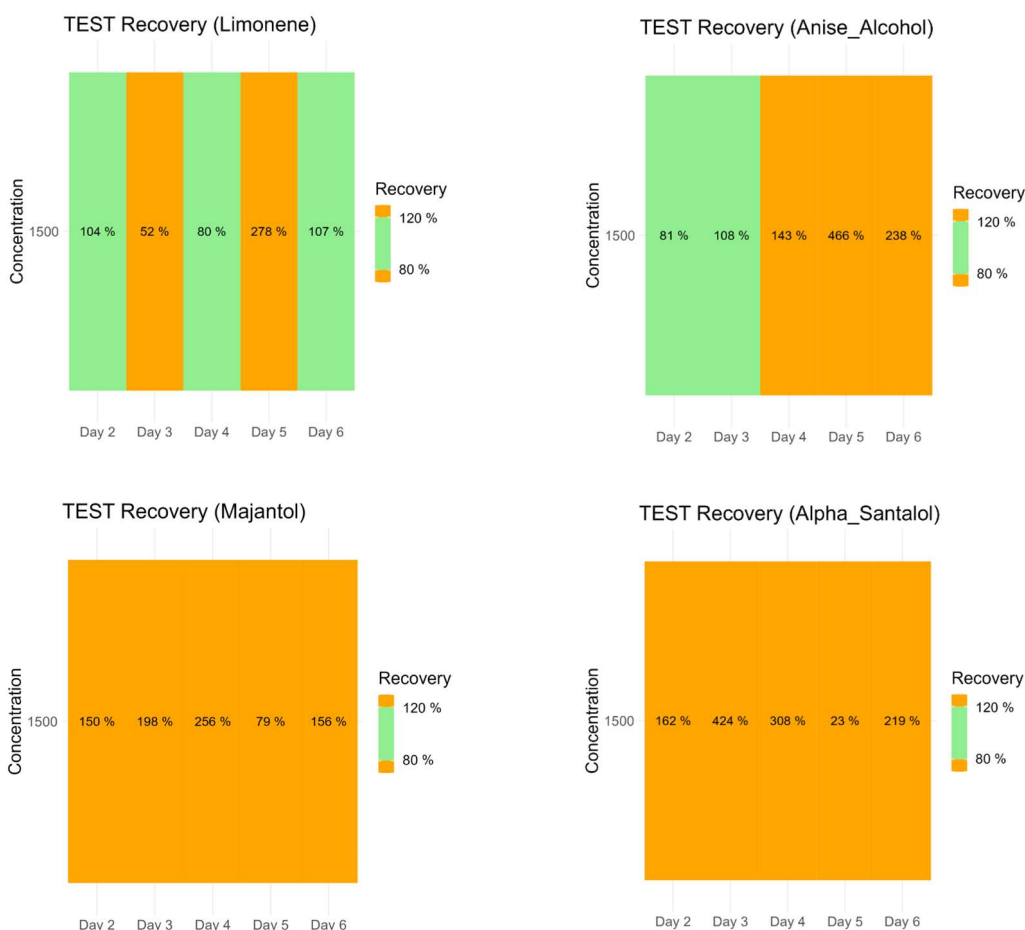 TEST Recovery (Limonene)
Concentration
1500
104 % 52 % 80 % 278 % 107 %
Day 2 Day 3 Day 4 Day 5 Day 6
Recovery
120 %
80 %
TEST Recovery (Anise_Alcohol)
Concentration
1500
81 % 108 % 143 % 466 % 238 %
Day 2 Day 3 Day 4 Day 5 Day 6
Recovery
120 %
80 %
TEST Recovery (Majantol)
Concentration
1500
150 % 198 % 256 % 79 % 156 %
Day 2 Day 3 Day 4 Day 5 Day 6
Recovery
120 %
80 %
TEST Recovery (Alpha_Santalol)
Concentration
1500
162 % 424 % 308 % 23 % 219 %
Day 2 Day 3 Day 4 Day 5 Day 6
Recovery
120 %
80 %